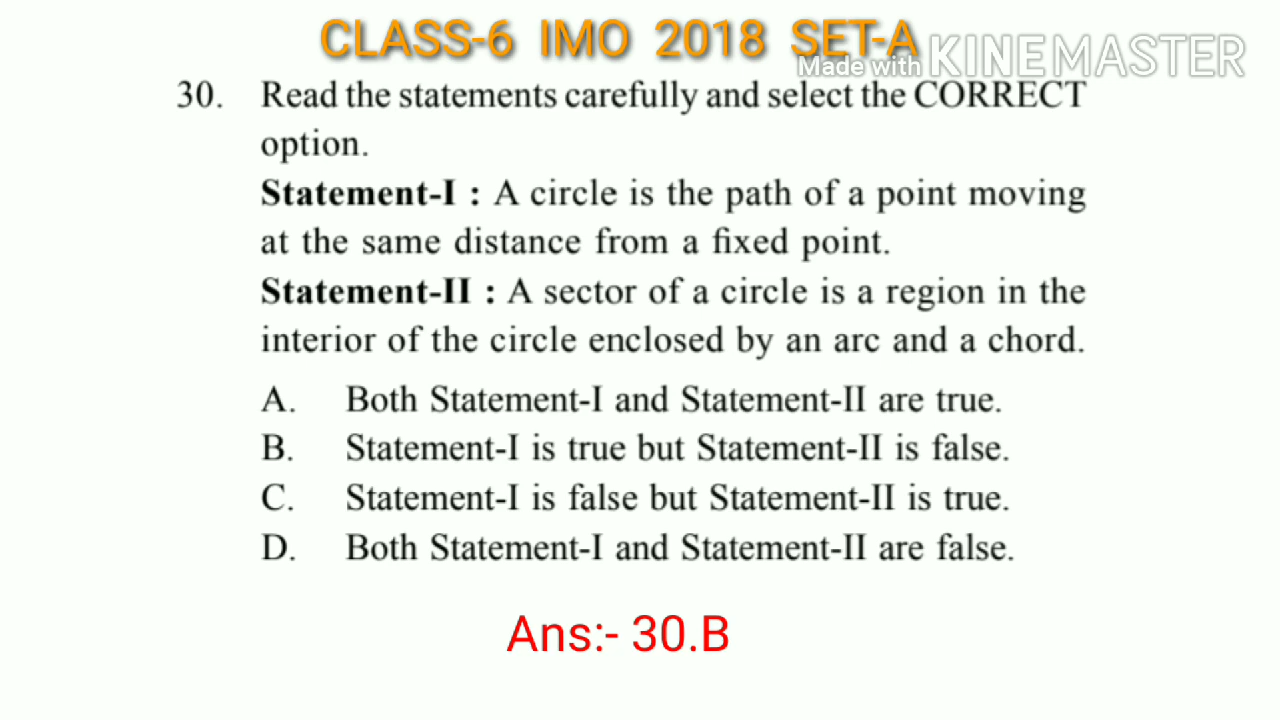 CLASS-6 IMO 2018 SET-A
Made with KINEMASTER
30. Read the statements carefully and select the CORRECT
option.
Statement-I : A circle is the path of a point moving
at the same distance from a fixed point.
Statement-II : A sector of a circle is a region in the
interior of the circle enclosed by an arc and a chord.
A. Both Statement-I and Statement-II are true.
B. Statement-I is true but Statement-II is false.
C. Statement-I is false but Statement-II is true.
D. Both Statement-I and Statement-II are false.
Ans:- 30.B